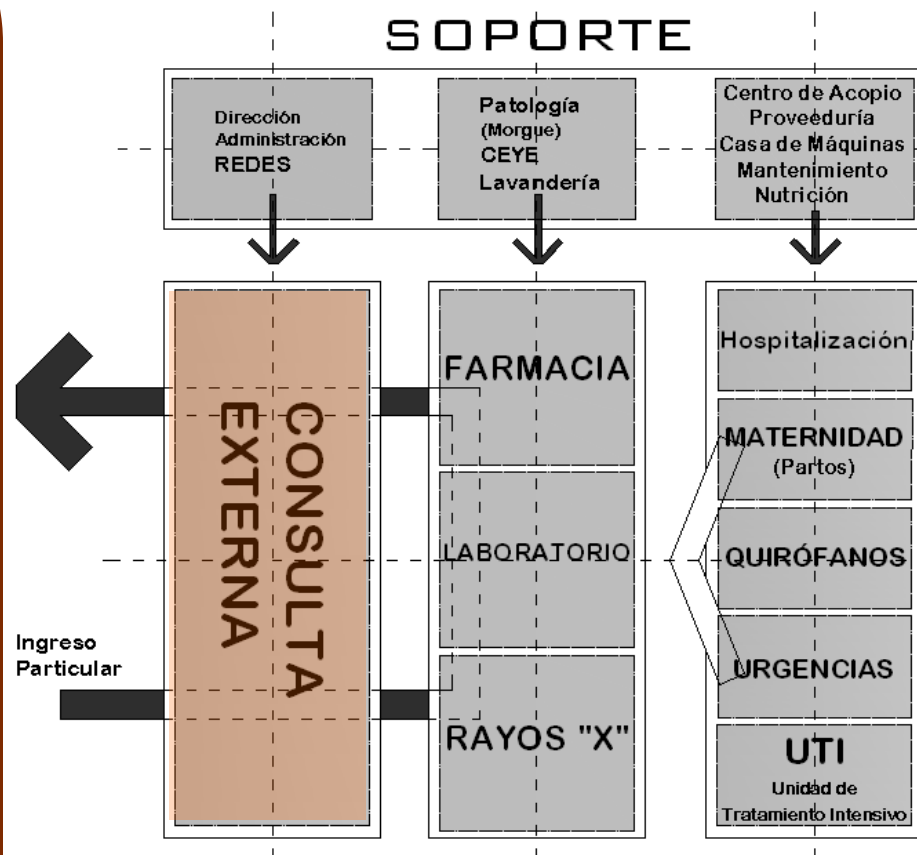 SOPORTE
Dirección
Administración
REDES
Patología
(Morgue)
CEYE
Lavandería
Centro de Acopio
Proveeduría
Casa de Máquinas
Mantenimiento
Nutrición
CONSULTA
EXTERNA
Ingreso
Particular
FARMACIA
LABORATORIO
RAYOS "X"
Hospitalización
MATERNIDAD
(Partos)
QUIRÓFANOS
URGENCIAS
UTI
Unidad de
Tratamiento Intensivo